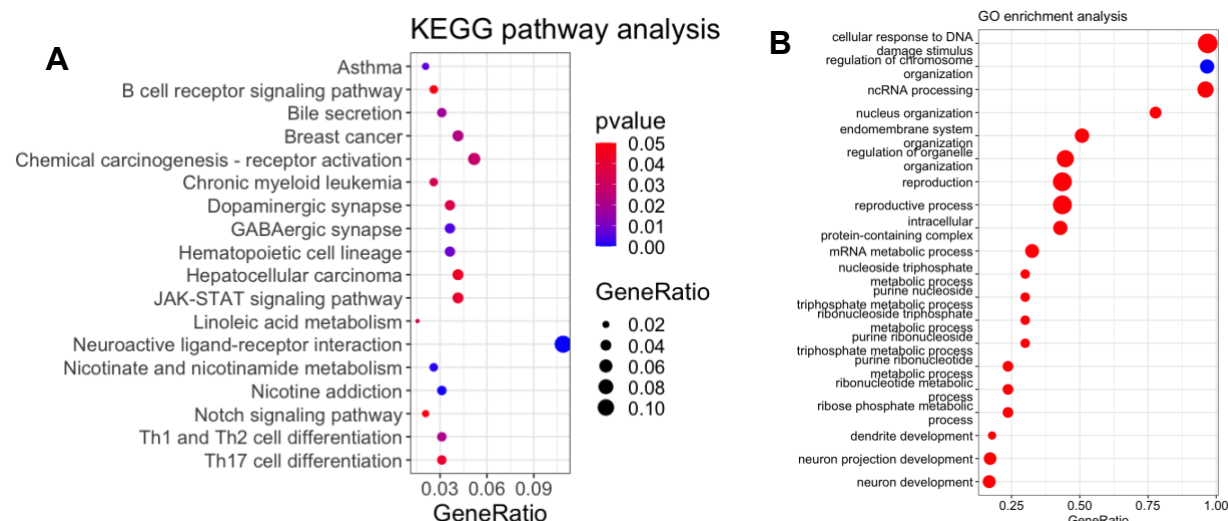 A
KEGG pathway analysis
Asthma
B cell receptor signaling pathway
Bile secretion
Breast cancer
Chemical carcinogenesis - receptor activation
Chronic myeloid leukemia
Dopaminergic synapse
GABAergic synapse
Hematopoietic cell lineage
Hepatocellular carcinoma
JAK-STAT signaling pathway
Linoleic acid metabolism
Neuroactive ligand-receptor interaction
Nicotinate and nicotinamide metabolism
Nicotine addiction
Notch signaling pathway
Th1 and Th2 cell differentiation
Th17 cell differentiation
0.03 0.06 0.09
GeneRatio
pvalue
0.05
0.04
0.03
0.02
0.01
0.00
GeneRatio
0.02
0.04
0.06
0.08
0.10
B
GO enrichment analysis
cellular response to DNA
damage stimulus
regulation of chromosome
organization
ncRNA processing
nucleus organization
endomembrane system
organization
regulation of organelle
organization
reproduction
reproductive process
intracellular
protein-containing complex
mRNA metabolic process
nucleoside triphosphate
metabolic process
purine nucleoside
triphosphate metabolic process
ribonucleoside triphosphate
metabolic process
purine ribonucleoside
triphosphate metabolic process
purine ribonucleotide
metabolic process
ribonucleotide metabolic
process
ribose phosphate metabolic
process
dendrite development
neuron projection development
neuron development
0.25 0.50 0.75 1.00
GeneRatio